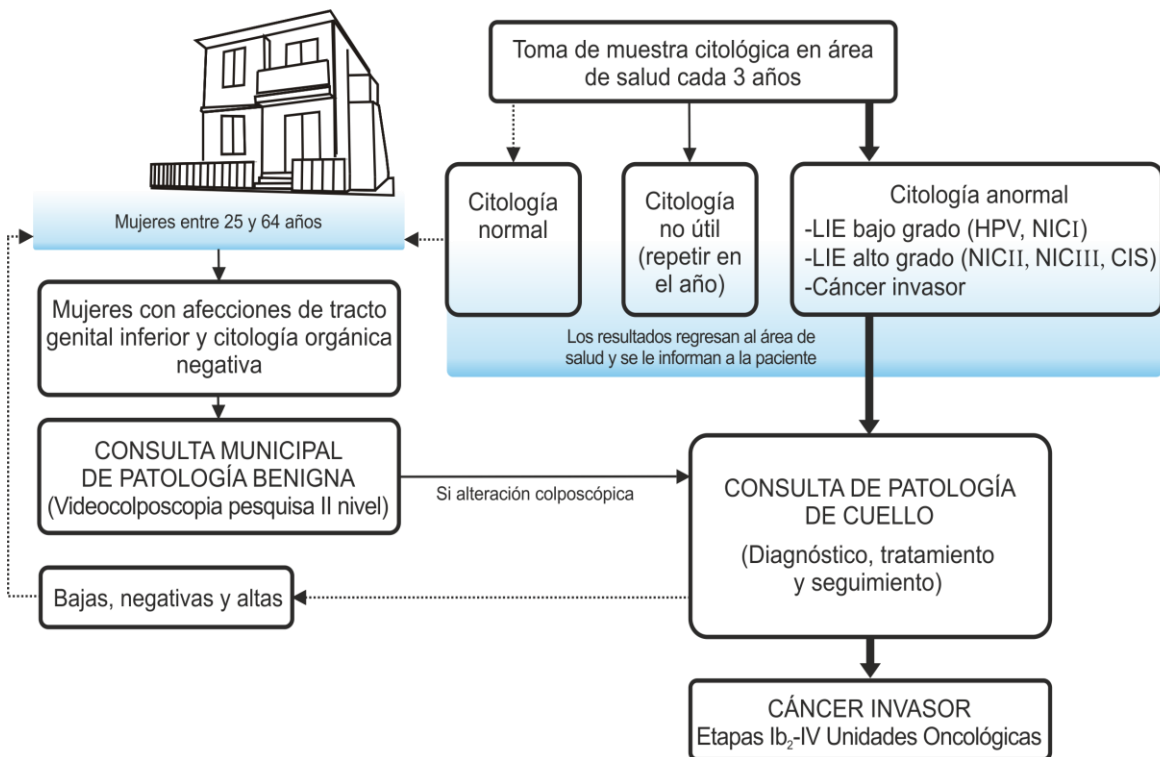 Toma de muestra citológica en área
de salud cada 3 años
Mujeres entre 25 y 64 años
Citología
normal
Citología
no útil
(repetir en
el año)
Citología anormal
-LIE bajo grado (HPV, NICI)
-LIE alto grado (NICII, NICIII, CIS)
-Cáncer invasor
Los resultados regresan al área de
salud y se le informan a la paciente
Mujeres con afecciones de tracto
genital inferior y citología orgánica
negativa
CONSULTA MUNICIPAL
DE PATOLOGÍA BENIGNA
(Videocolposcopia pesquisa II nivel)
Si alteración colposcópica
CONSULTA DE PATOLOGÍA
DE CUELLO
(Diagnóstico, tratamiento
y seguimiento)
Bajas, negativas y altas
CÁNCER INVASOR
Etapas Ib₂-IV Unidades Oncológicas